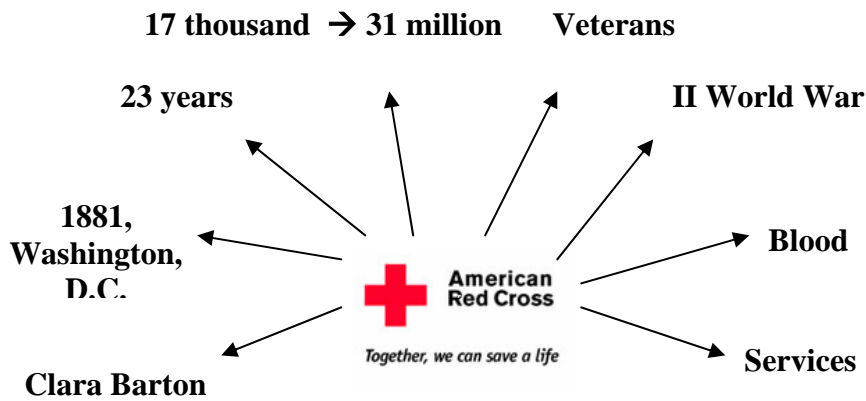 17 thousand → 31 million Veterans
23 years
II World War
1881,
Washington,
D.C.
Blood
American
Red Cross
Together, we can save a life
Services
Clara Barton